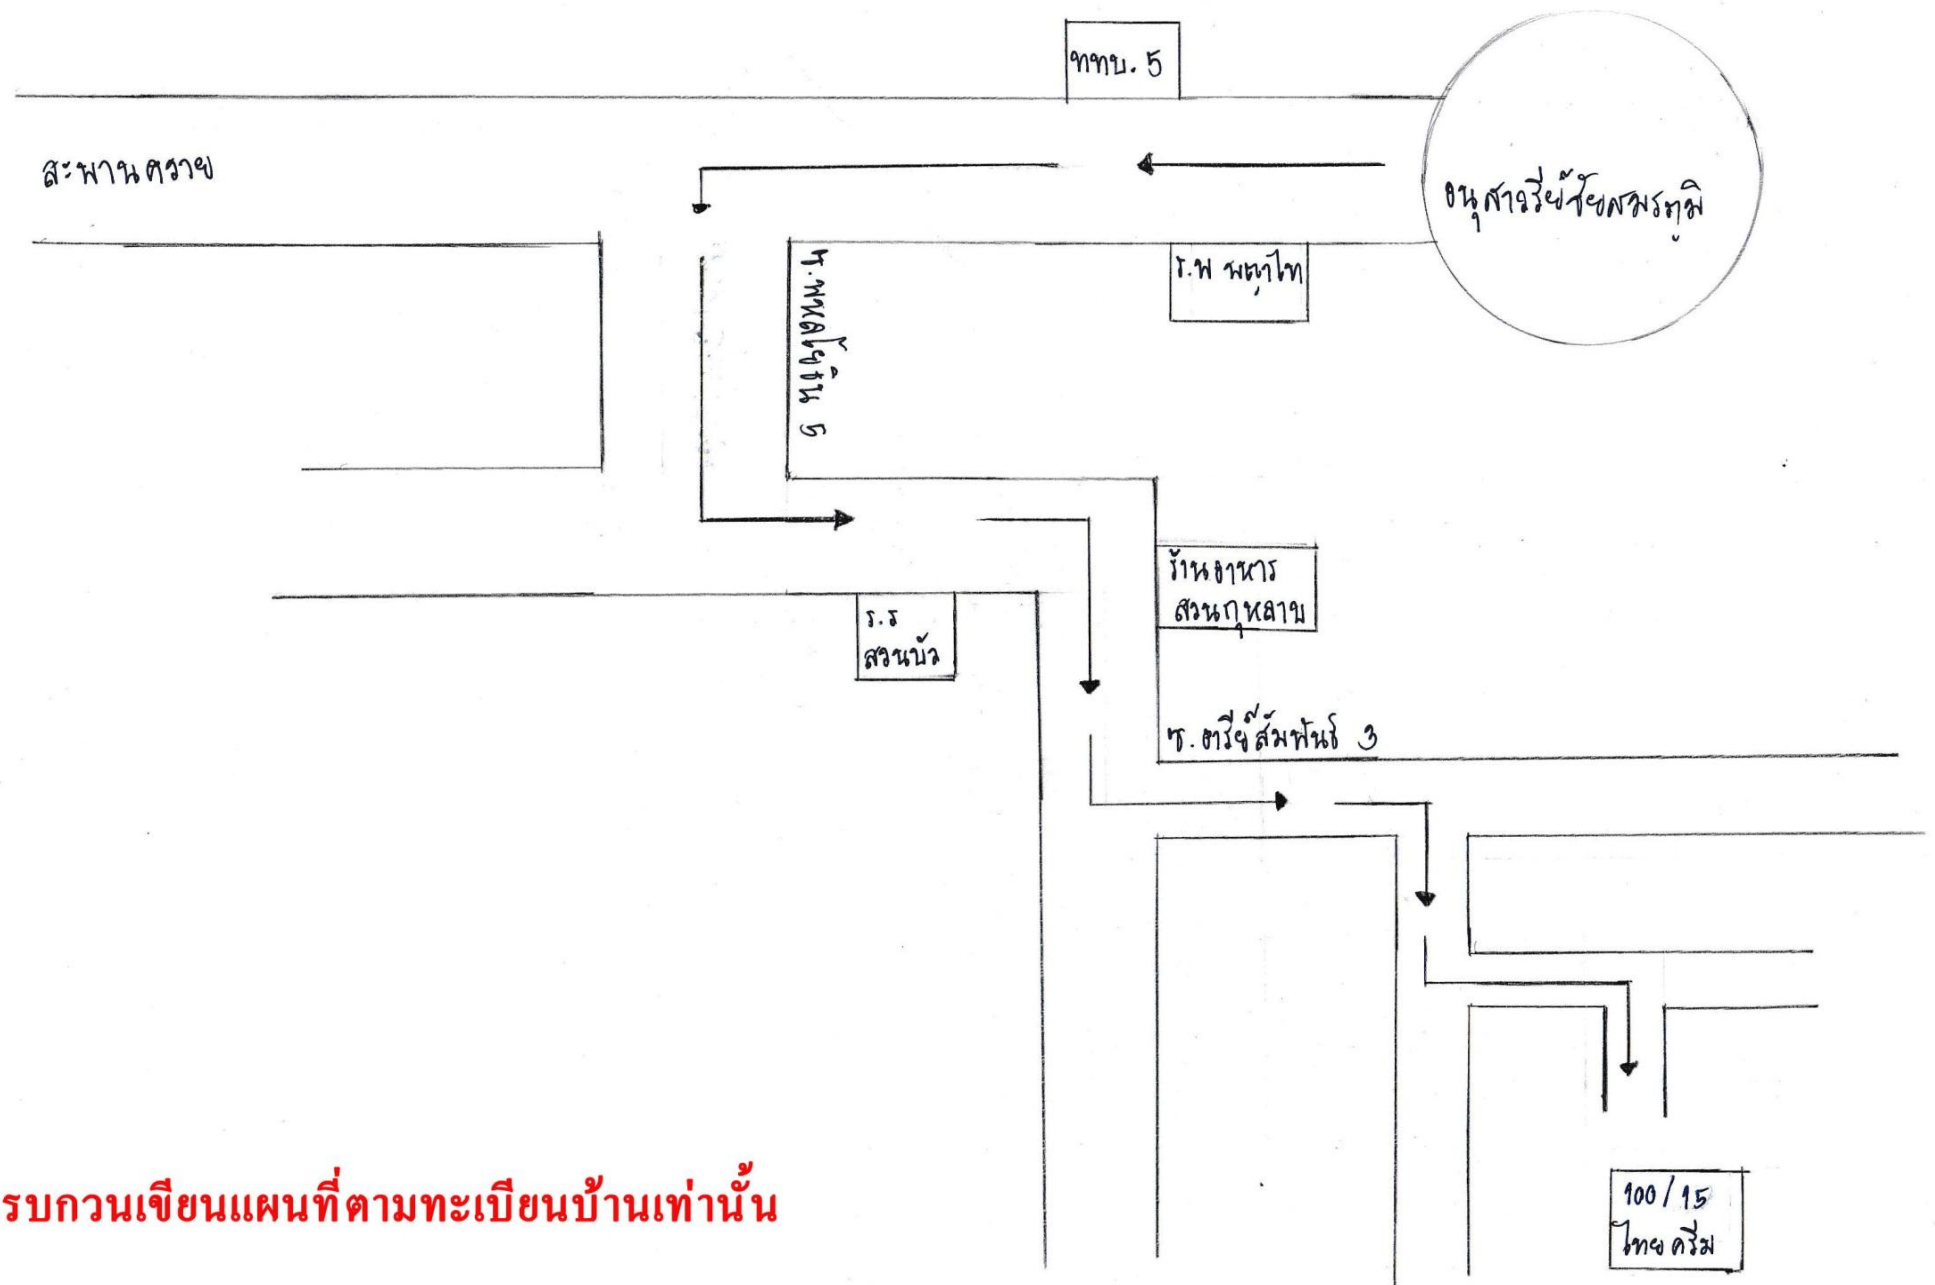 ททบ. 5
สะพานควาย
อนุสาวรีย์ชัยสมรภูมิ
ร.พ พญาไท
ซ.พหลโยธิน 5
ร้านอาหาร
สวนกุหลาบ
ร.ร
สวนบัว
ซ.อารีย์สัมพันธ์ 3
100/15
ไทยครีม
รบกวนเขียนแผนที่ตามทะเบียนบ้านเท่านั้น